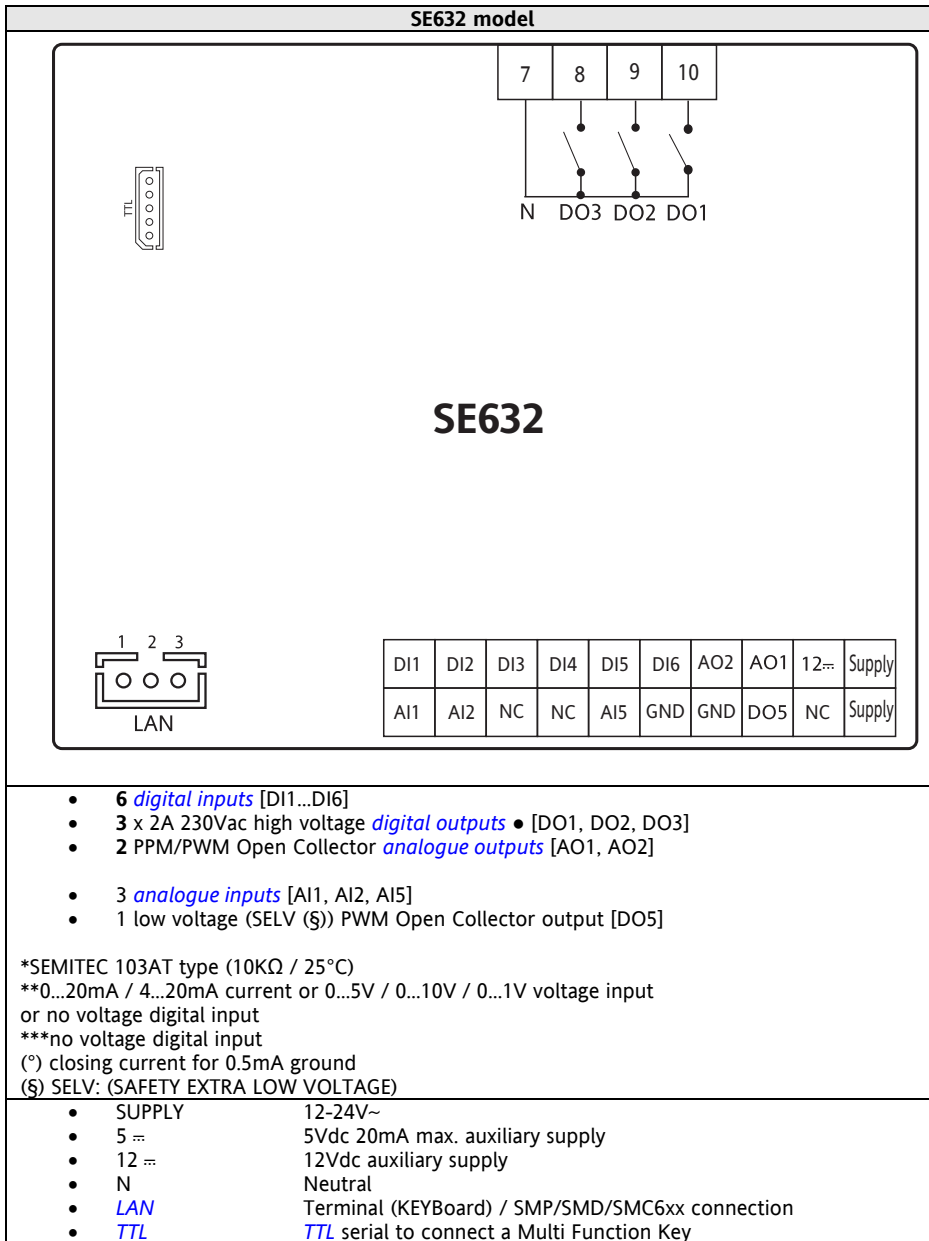 SE632 model
7 8 9 10
N DO3 DO2 DO1
TTL
SE632
1 2 3
LAN
DI1 DI2 DI3 DI4 DI5 DI6 AO2 AO1 12⎓ Supply
AI1 AI2 NC NC AI5 GND GND DO5 NC Supply
• 6 digital inputs [DI1...DI6]
• 3 x 2A 230Vac high voltage digital outputs ● [DO1, DO2, DO3]
• 2 PPM/PWM Open Collector analogue outputs [AO1, AO2]
• 3 analogue inputs [AI1, AI2, AI5]
• 1 low voltage (SELV (§)) PWM Open Collector output [DO5]
*SEMITEC 103AT type (10KΩ / 25°C)
**0...20mA / 4...20mA current or 0...5V / 0...10V / 0...1V voltage input
or no voltage digital input
***no voltage digital input
(°) closing current for 0.5mA ground
(§) SELV: (SAFETY EXTRA LOW VOLTAGE)
• SUPPLY 12-24V~
• 5 ⎓ 5Vdc 20mA max. auxiliary supply
• 12 ⎓ 12Vdc auxiliary supply
• N Neutral
• LAN Terminal (KEYBoard) / SMP/SMD/SMC6xx connection
• TTL TTL serial to connect a Multi Function Key